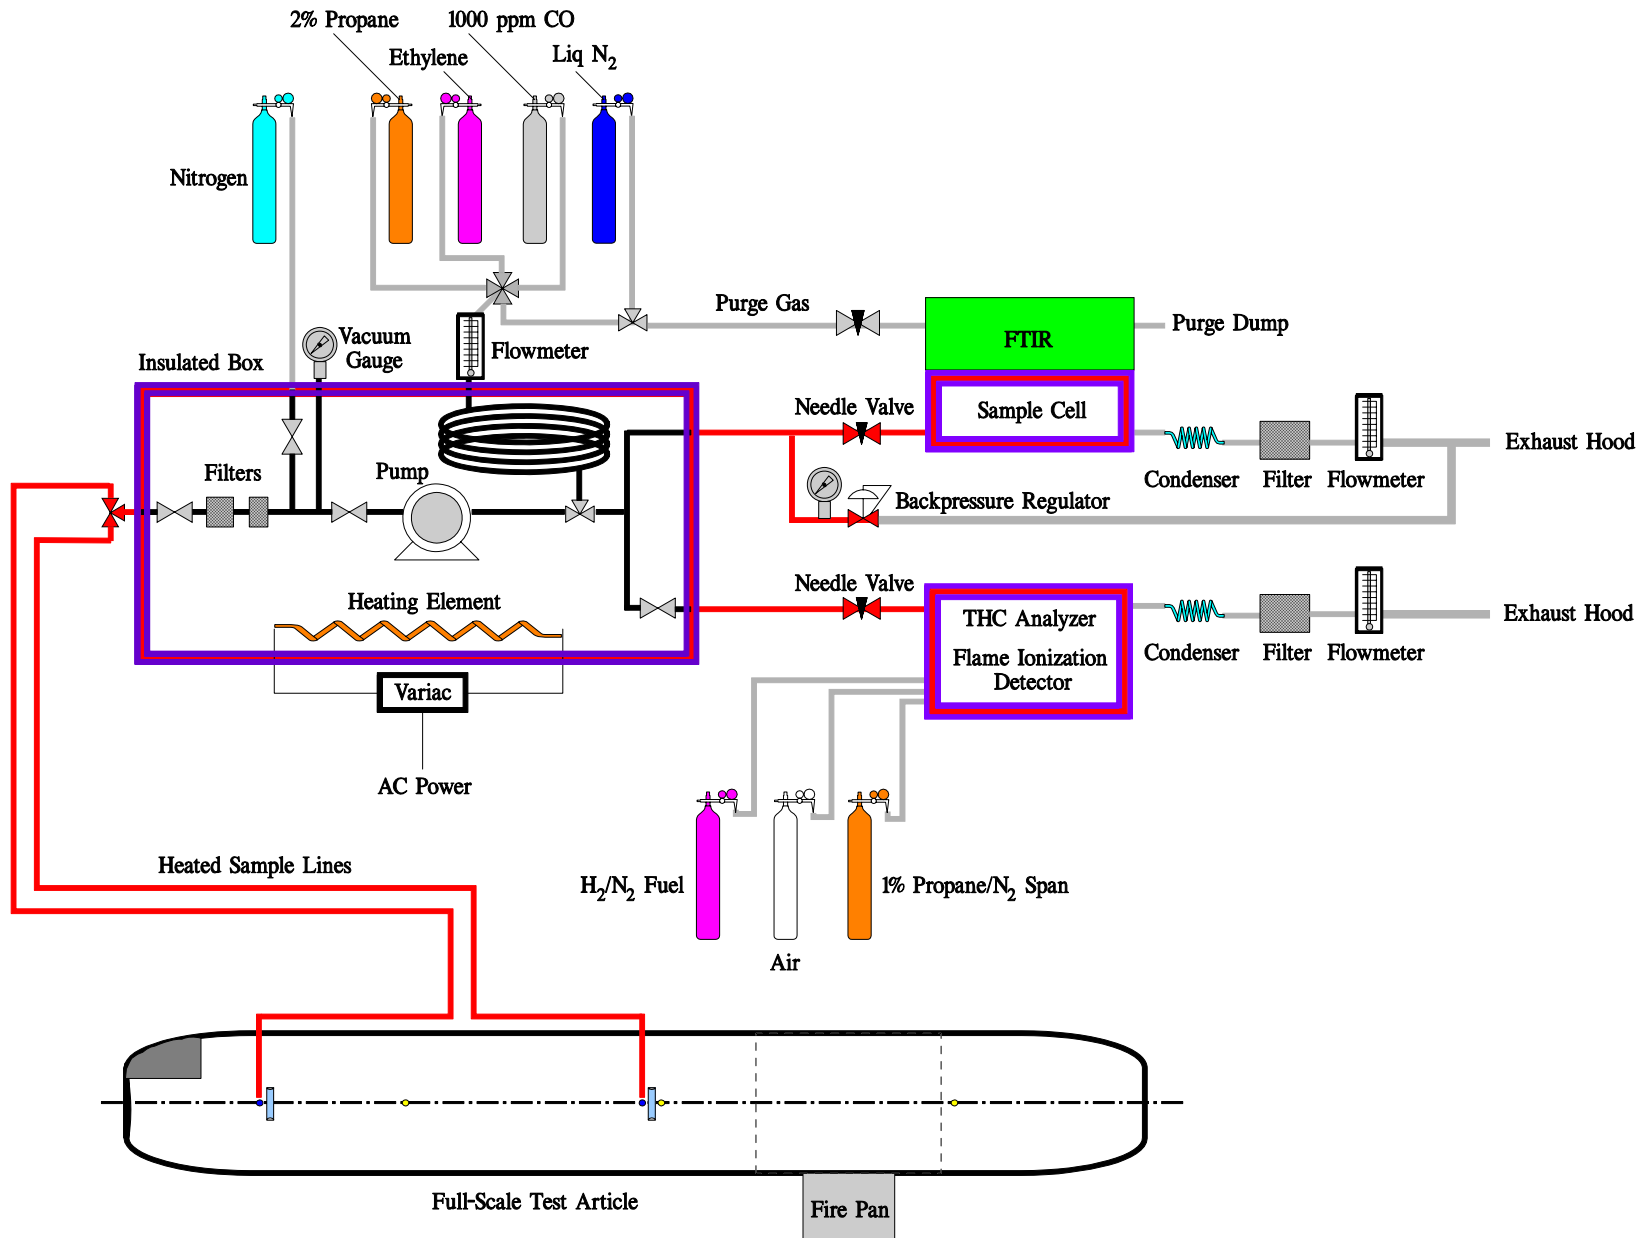 2% Propane
1000 ppm CO
Ethylene
Liq N2
Nitrogen
Purge Gas
Purge Dump
Vacuum
Gauge
Flowmeter
FTIR
Insulated Box
Needle Valve
Sample Cell
Exhaust Hood
Filters
Pump
Condenser
Filter
Flowmeter
Backpressure Regulator
Needle Valve
Heating Element
THC Analyzer
Exhaust Hood
Flame Ionization
Detector
Condenser
Filter
Flowmeter
Variac
AC Power
Heated Sample Lines
H2/N2 Fuel
1% Propane/N2 Span
Air
Full-Scale Test Article
Fire Pan